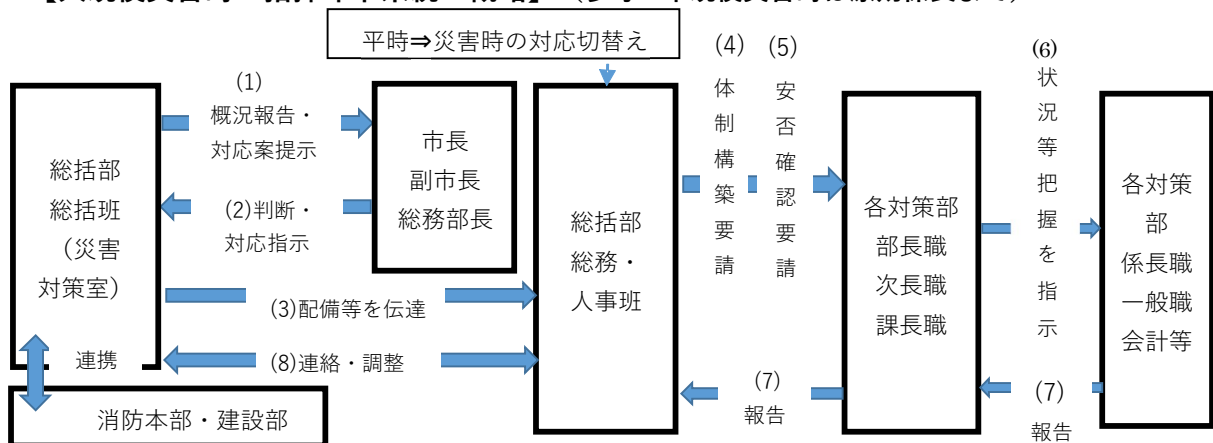 平時⇒災害時の対応切替え
(1)
概況報告・
対応案提示
(2)判断・
対応指示
(3)配備等を伝達
(8)連絡・調整
総括部
総括班
（災害
対策室）
連携
消防本部・建設部
市長
副市長
総務部長
総括部
総務・
人事班
(4)
体制構築要請
(5)
安否確認要請
(7)
報告
各対策部
部長職
次長職
課長職
(6)
状況等把握を指示
(7)
報告
各対策
部
係長職
一般職
会計等